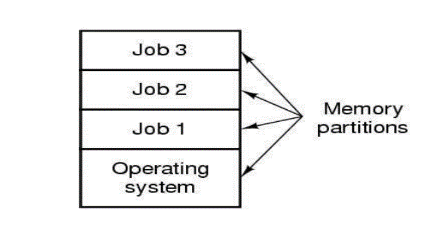 Job 3
Job 2
Job 1
Operating
system
Memory
partitions